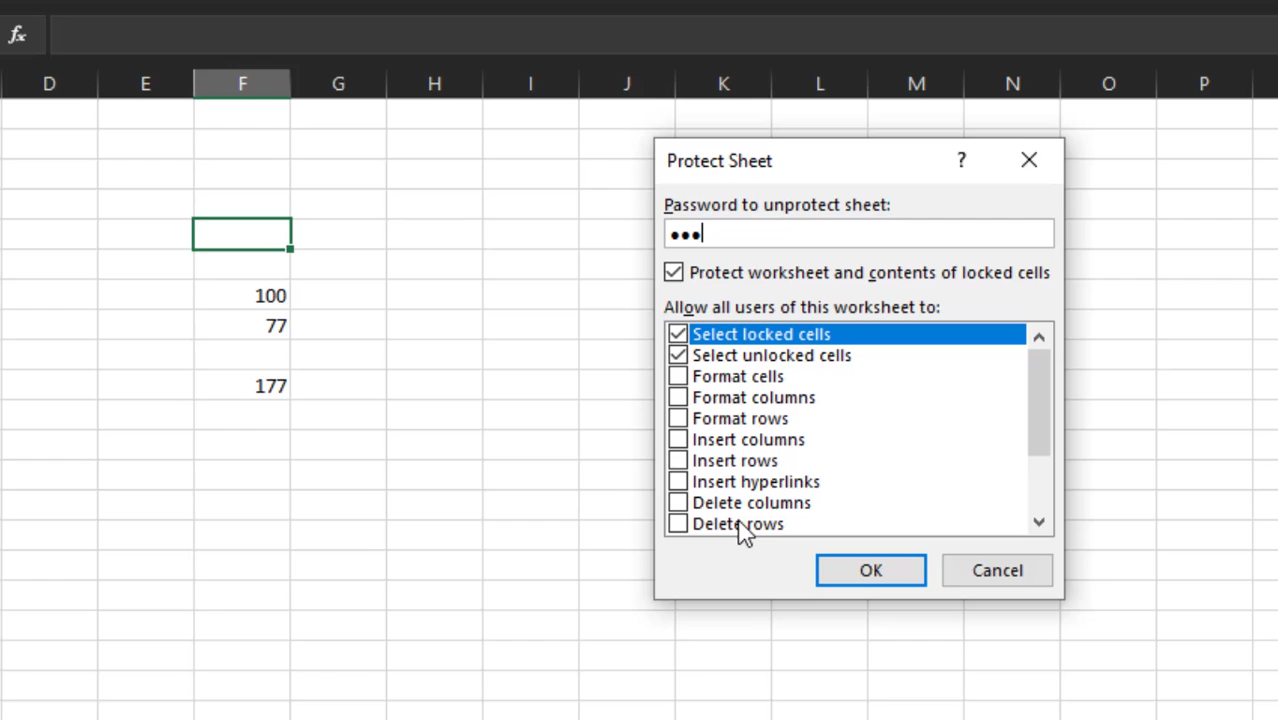 fx
D E F G H I J K L M N O P
Protect Sheet ?
Password to unprotect sheet:
•••
Protect worksheet and contents of locked cells
Allow all users of this worksheet to:
Select locked cells
Select unlocked cells
Format cells
Format columns
Format rows
Insert columns
Insert rows
Insert hyperlinks
Delete columns
Delete rows
OK Cancel
100
77
177